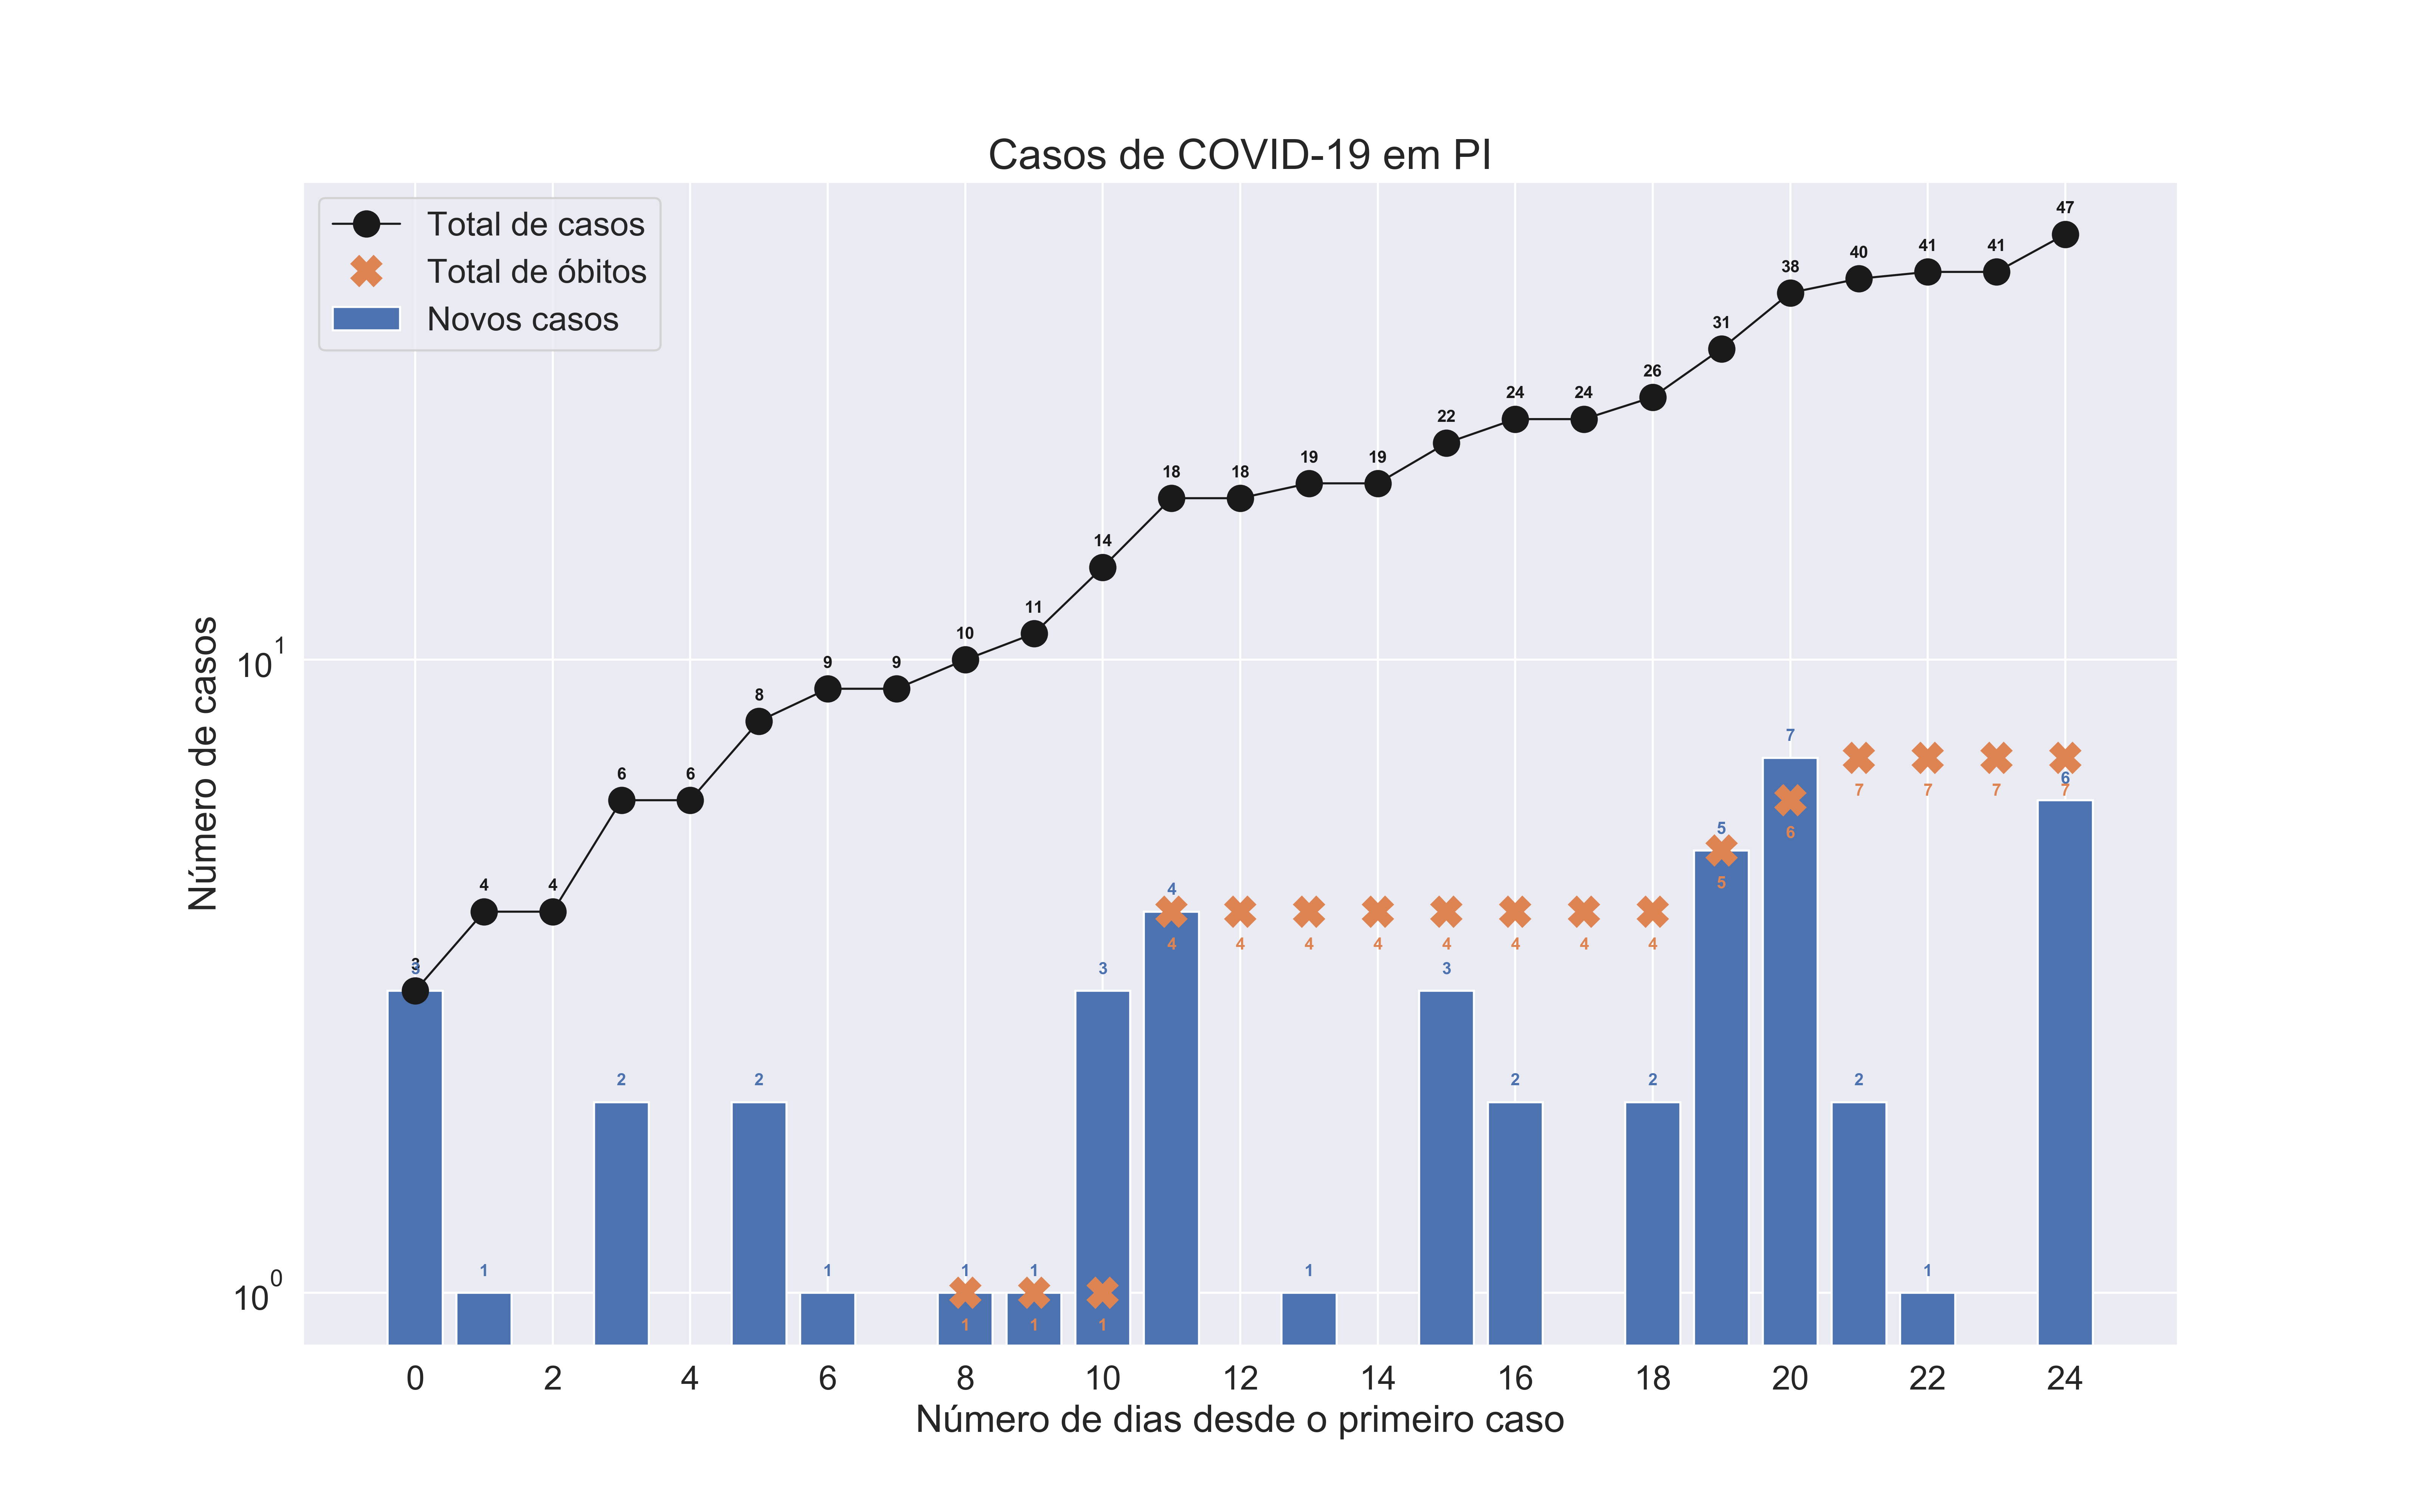 Casos de COVID-19 em PI
Total de casos
Total de óbitos
Novos casos
Número de casos
10^1
10^0
3 4 4 6 6 8 9 9 10 11 14 18 18 19 19 22 24 24 26 31 38 40 41 41 47
3 1 2 2 1 1 1 3 4 1 3 2 2 5 7 2 1 6
1 1 1 4 4 4 4 4 4 4 4 5 6 7 7 7 7
0 2 4 6 8 10 12 14 16 18 20 22 24
Número de dias desde o primeiro caso